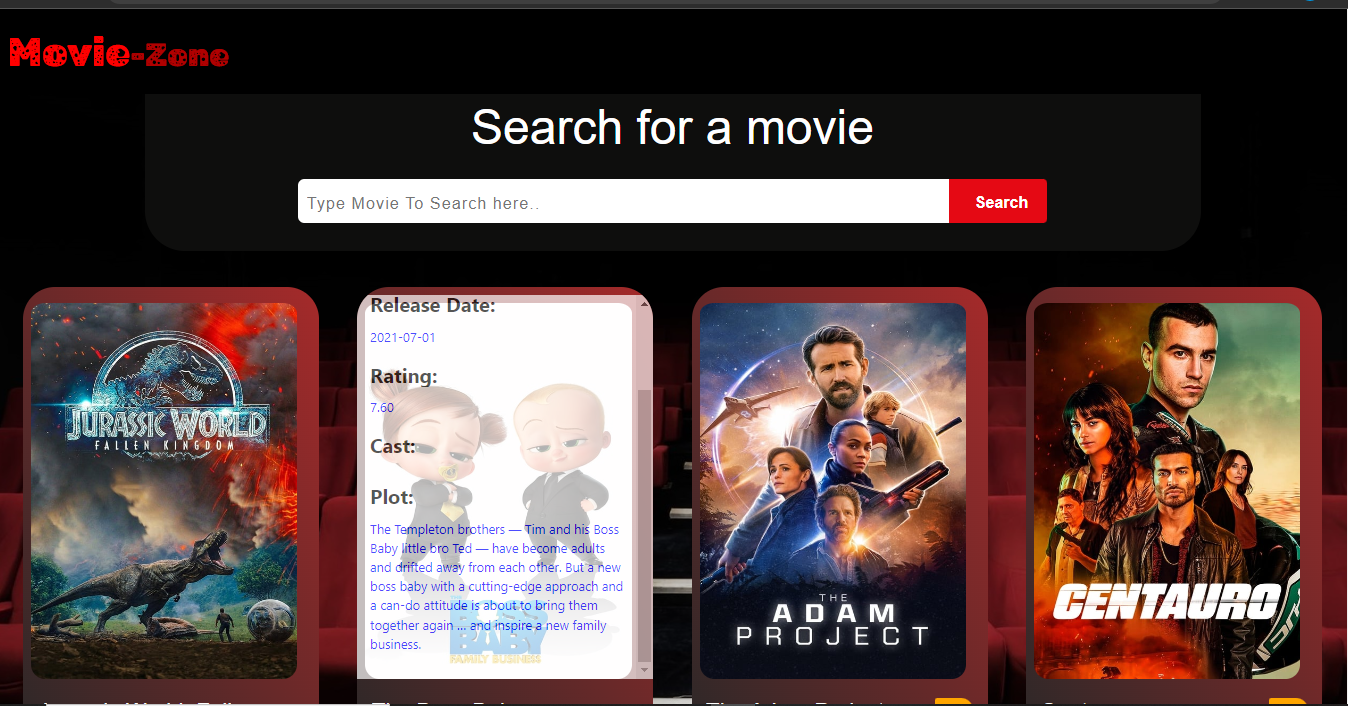 Movie-Zone
Search for a movie
Type Movie To Search here..
Search
JURASSIC WORLD
FALLEN KINGDOM
Release Date:
2021-07-01
Rating:
7.60
Cast:
Plot:
The Templeton brothers — Tim and his Boss
Baby little bro Ted — have become adults
and drifted away from each other. But a new
boss baby with a cutting-edge approach and
a can-do attitude is about to bring them
together again … and inspire a new family
business.
BABY
FAMILY BUSINESS
THE
ADAM
PROJECT
CENTAURO